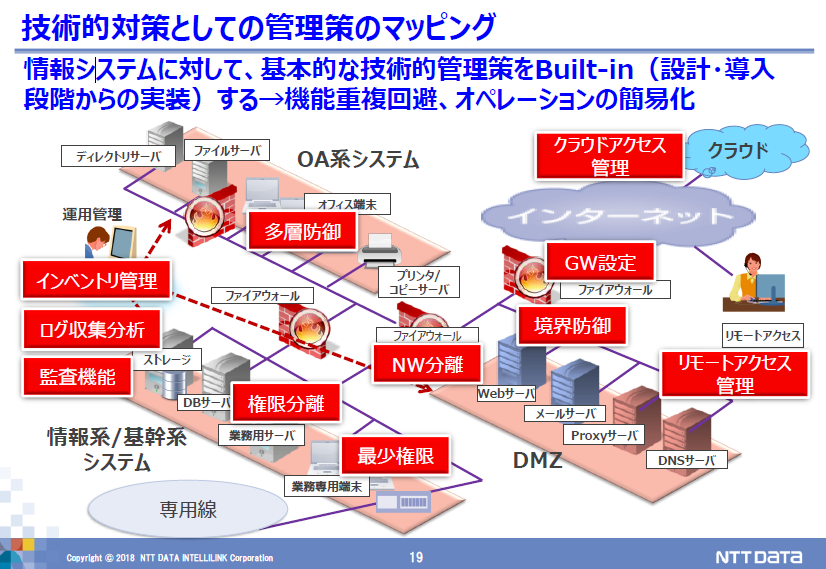 技術的対策としての管理策のマッピング
情報システムに対して、基本的な技術的管理策をBuilt-in（設計・導入
段階からの実装）する→機能重複回避、オペレーションの簡易化
ディレクトリサーバ
ファイルサーバ
OA系システム
クラウドアクセス
管理
クラウド
運用管理
オフィス端末
インターネット
多層防御
インベントリ管理
プリンタ/
コピーサーバ
GW設定
ファイアウォール
ファイアウォール
ログ収集分析
ファイアウォール
境界防御
リモートアクセス
ストレージ
NW分離
リモートアクセス
管理
監査機能
DBサーバ
権限分離
Webサーバ
メールサーバ
情報系/基幹系
システム
業務用サーバ
Proxyサーバ
最少権限
DMZ
DNSサーバ
業務専用端末
専用線
Copyright © 2018 NTT DATA INTELLILINK Corporation
19
NTT DATA